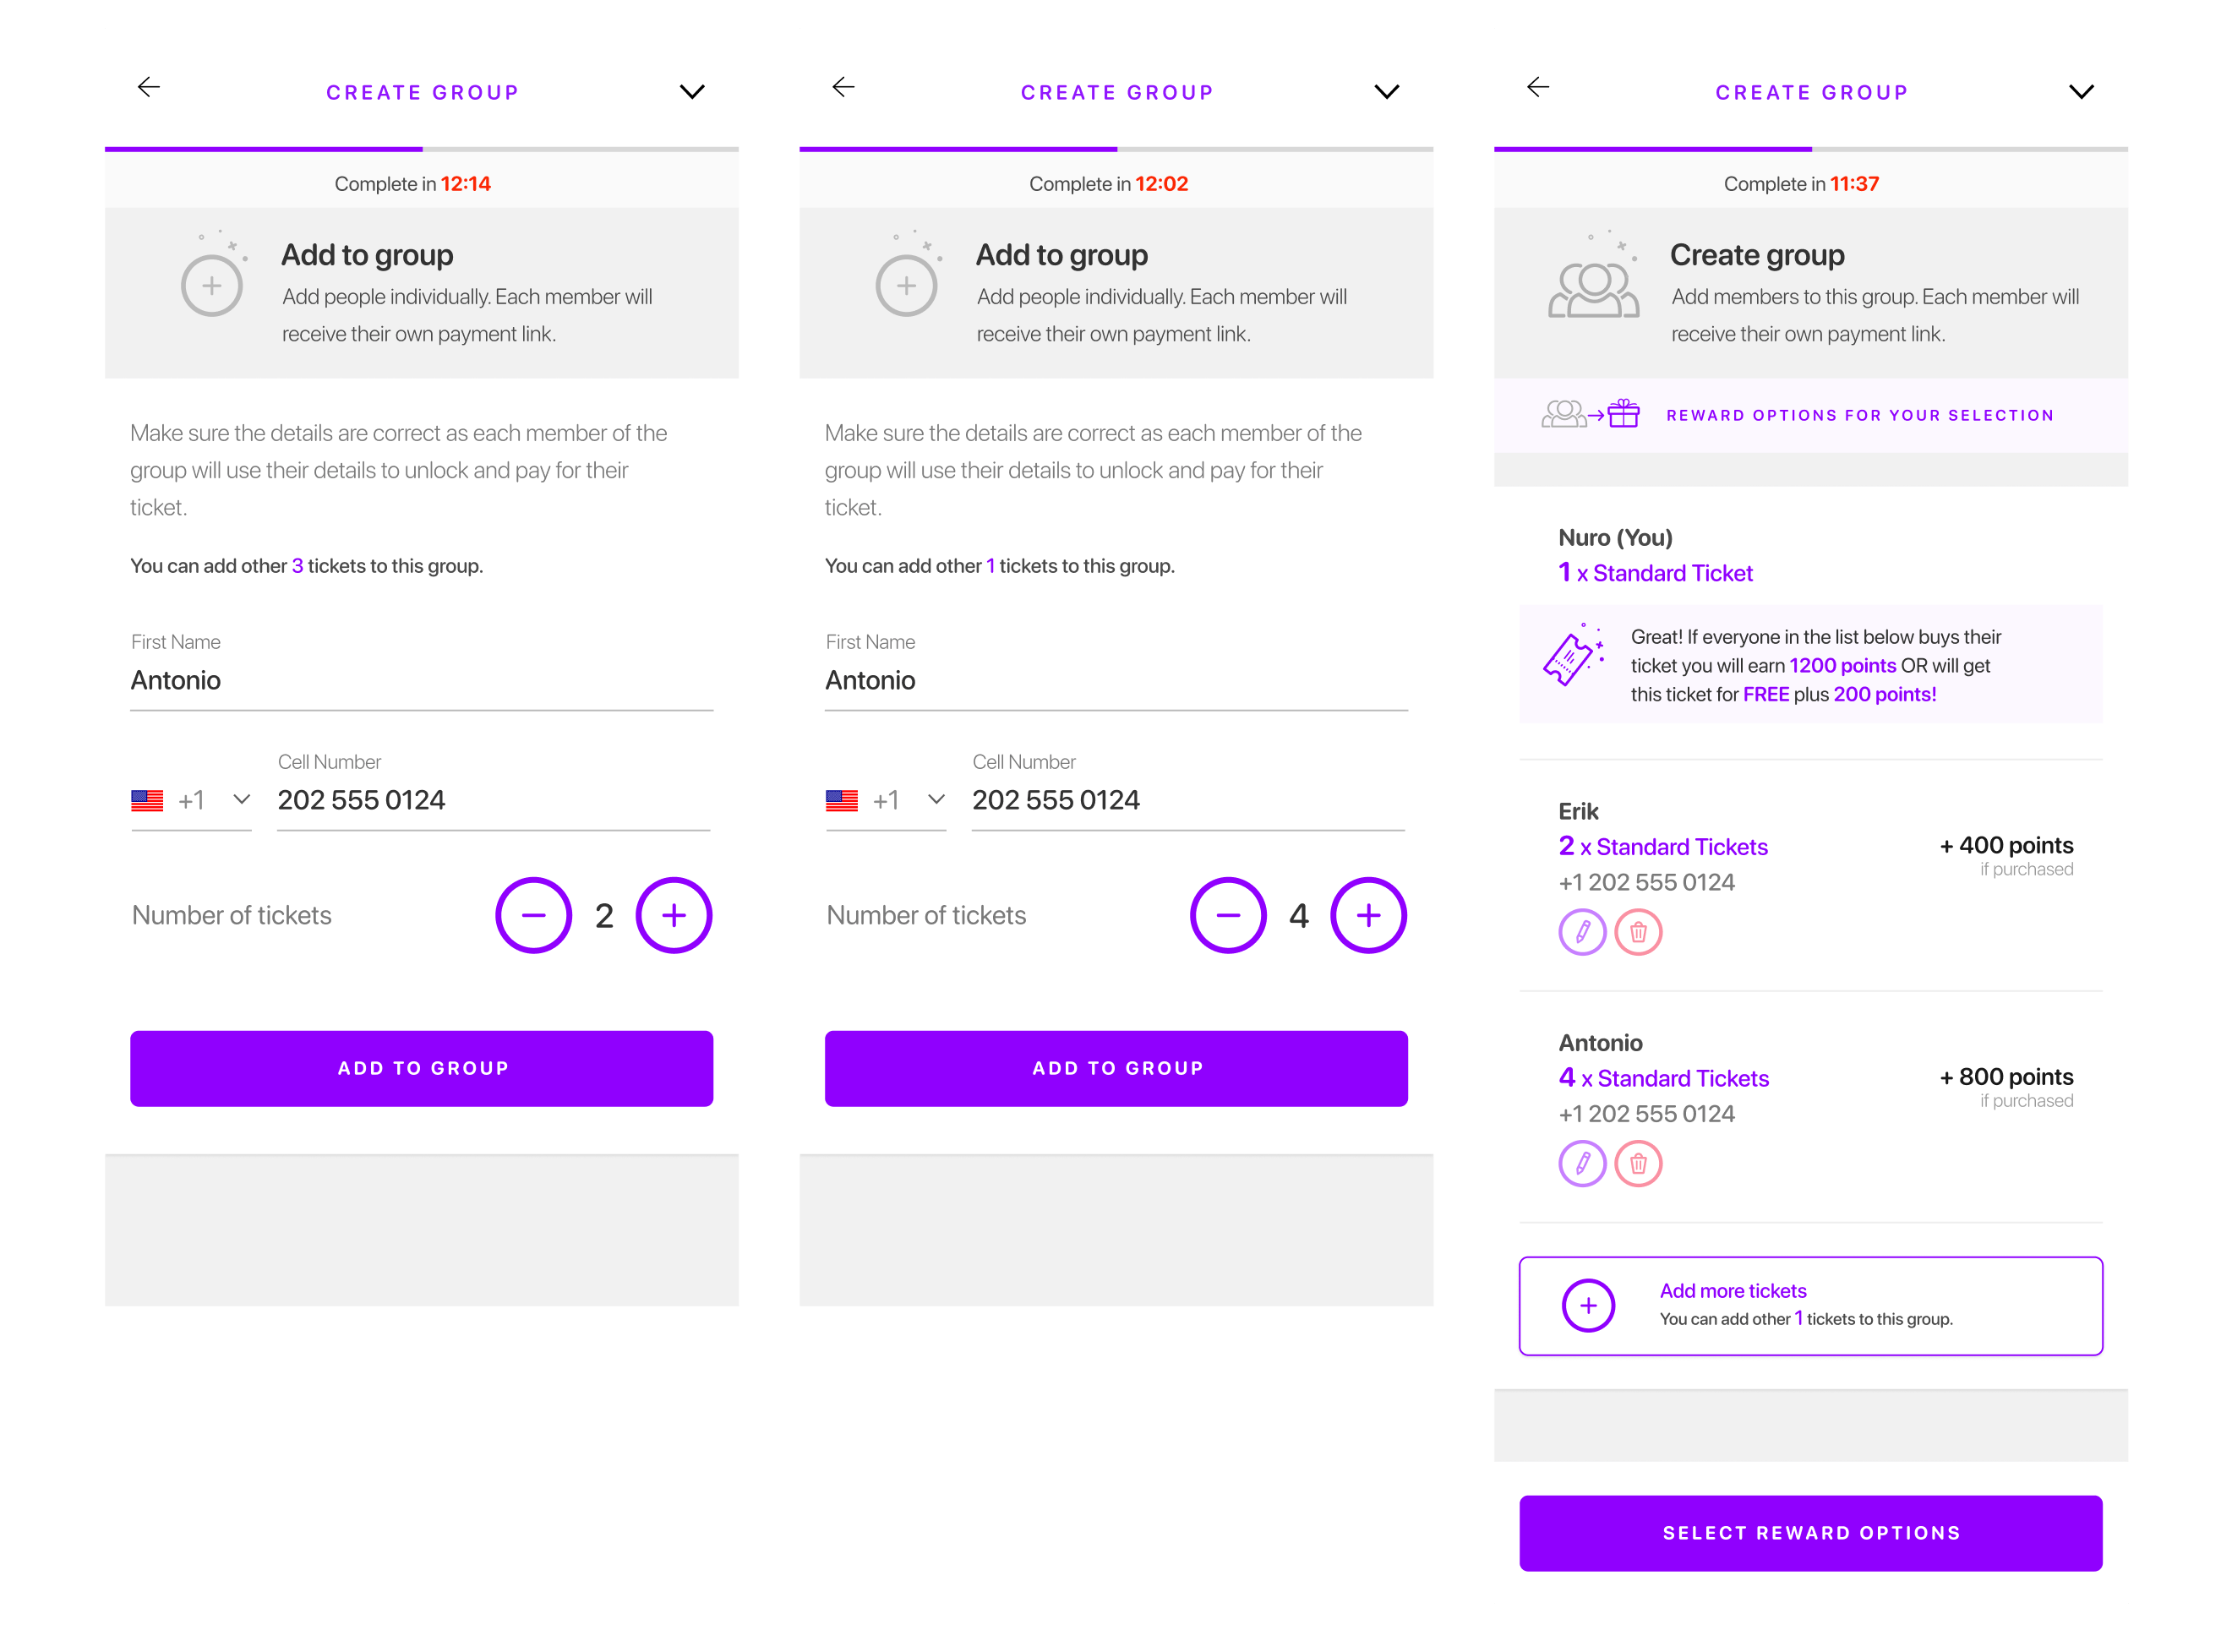 CREATE GROUP
Complete in 12:14
Add to group
Add people individually. Each member will
receive their own payment link.
Make sure the details are correct as each member of the
group will use their details to unlock and pay for their
ticket.
You can add other 3 tickets to this group.
First Name
Antonio
Cell Number
+1 202 555 0124
Number of tickets 2
ADD TO GROUP
CREATE GROUP
Complete in 12:02
Add to group
Add people individually. Each member will
receive their own payment link.
Make sure the details are correct as each member of the
group will use their details to unlock and pay for their
ticket.
You can add other 1 tickets to this group.
First Name
Antonio
Cell Number
+1 202 555 0124
Number of tickets 4
ADD TO GROUP
CREATE GROUP
Complete in 11:37
Create group
Add members to this group. Each member will
receive their own payment link.
REWARD OPTIONS FOR YOUR SELECTION
Nuro (You)
1 x Standard Ticket
Great! If everyone in the list below buys their
ticket you will earn 1200 points OR will get
this ticket for FREE plus 200 points!
Erik
2 x Standard Tickets + 400 points
if purchased
+1 202 555 0124
Antonio
4 x Standard Tickets + 800 points
if purchased
+1 202 555 0124
Add more tickets
You can add other 1 tickets to this group.
SELECT REWARD OPTIONS